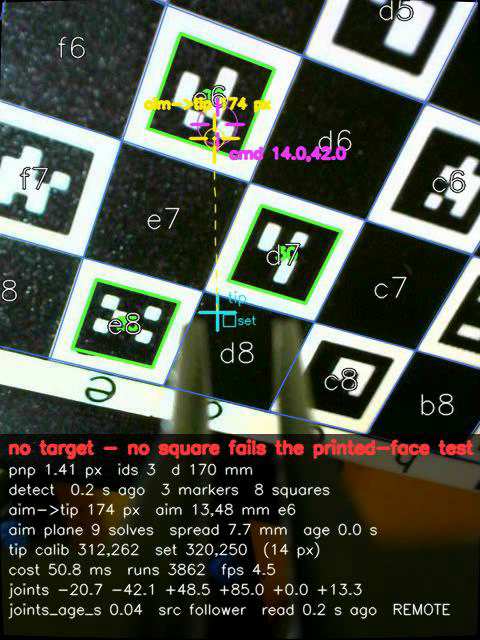 d5
f6
e6
aim->tip 174 px
d6
cmd 14.0,42.0
f7
c6
e7
d7
c7
8
tip
set
e8
d8
c8
b8
e
no target - no square fails the printed-face test
pnp 1.41 px  ids 3  d 170 mm
detect  0.2 s ago  3 markers  8 squares
aim->tip 174 px  aim 13,48 mm e6
aim plane 9 solves  spread 7.7 mm  age 0.0 s
tip calib 312,262  set 320,250  (14 px)
cost 50.8 ms  runs 3862  fps 4.5
joints -20.7 -42.1 +48.5 +85.0 +0.0 +13.3
joints_age_s 0.04  src follower  read 0.2 s ago  REMOTE